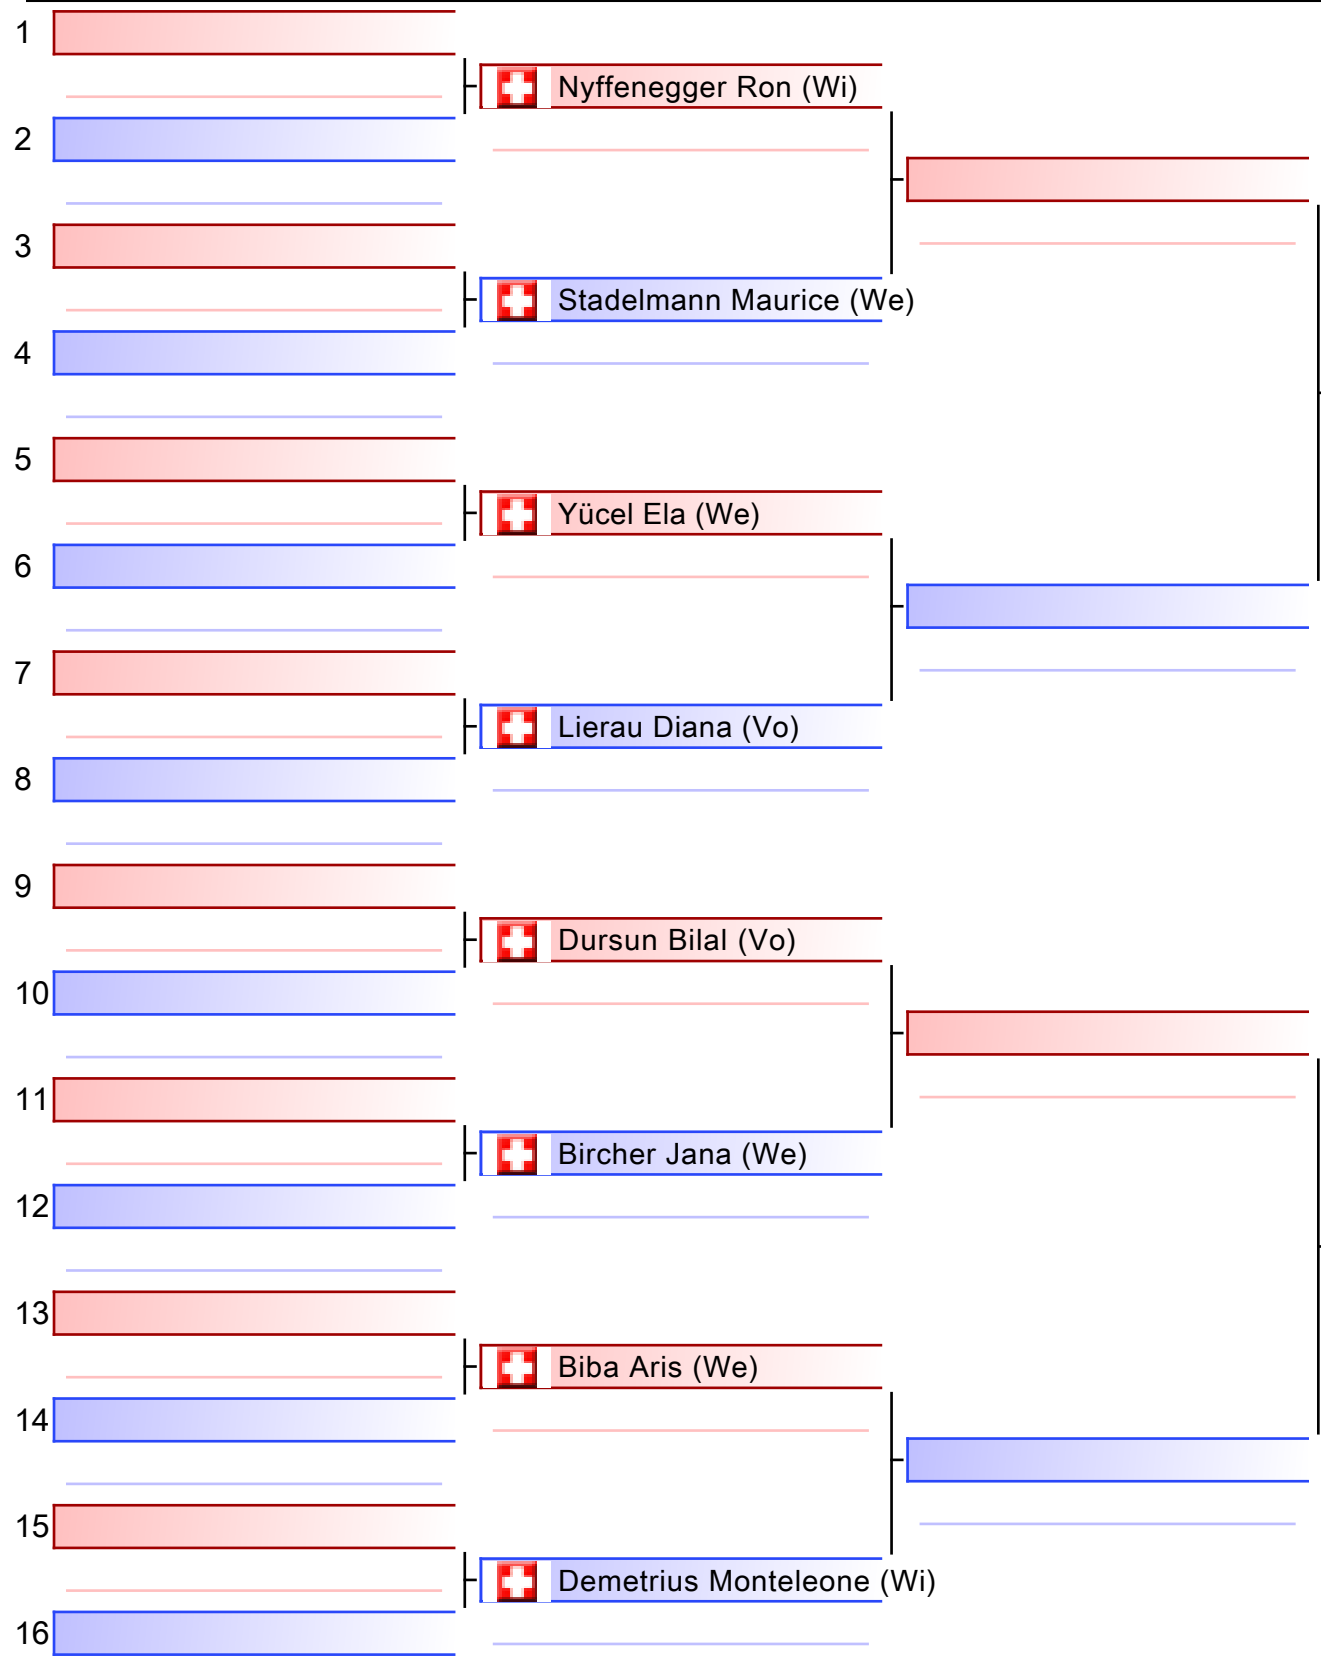 1
Nyffenegger Ron (Wi)
2
3
Stadelmann Maurice (We)
4
5
Yücel Ela (We)
6
7
Lierau Diana (Vo)
8
9
Dursun Bilal (Vo)
10
11
Bircher Jana (We)
12
13
Biba Aris (We)
14
15
Demetrius Monteleone (Wi)
16